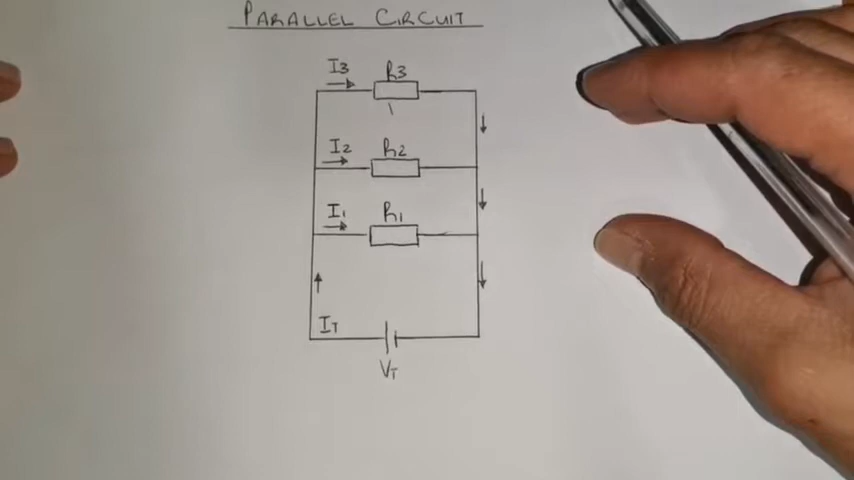 PARALLEL CIRCUIT
I3 R3
I2 R2
I1 R1
IT
VT